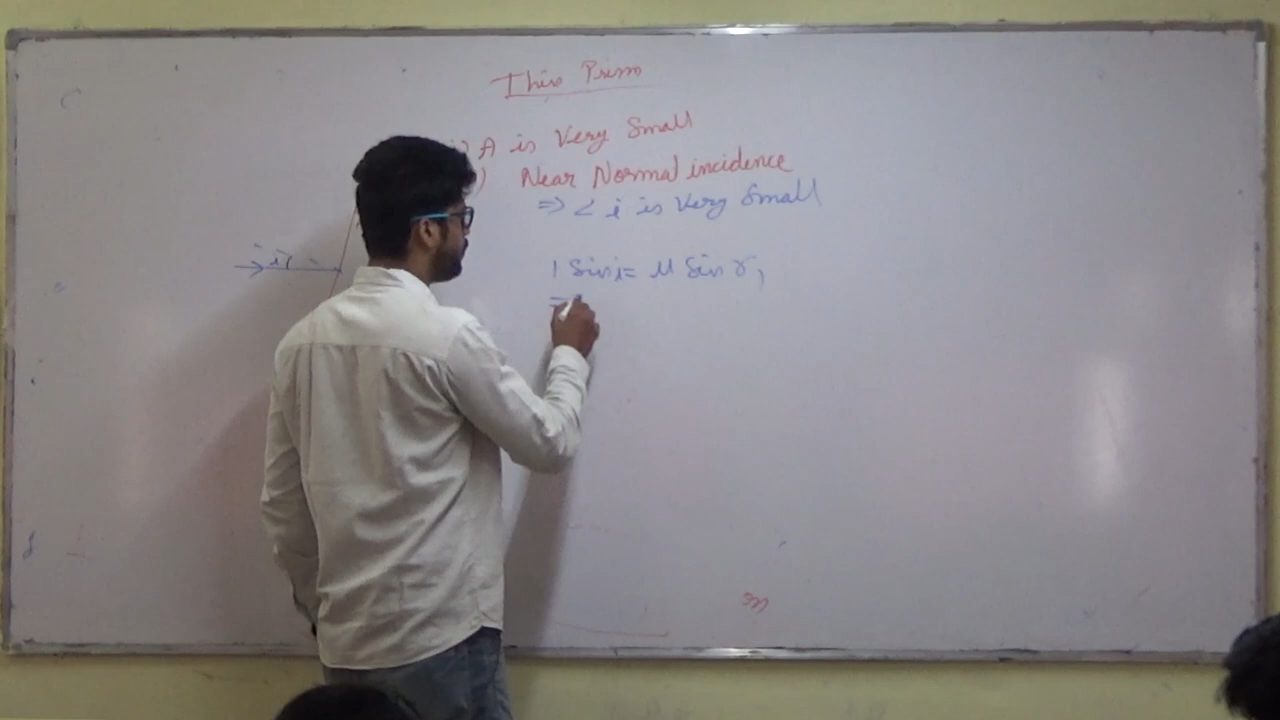 Thin Prism
i) A is Very Small
) Near Normal incidence
⇒ ∠ i is Very Small
i
1 Sin i = μ Sin r,
=